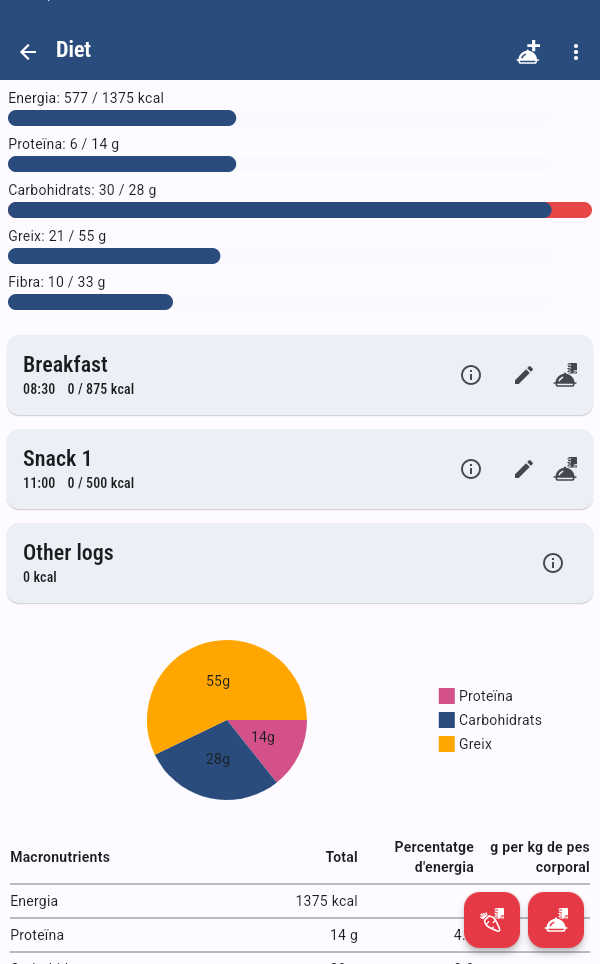 Diet
Energia: 577 / 1375 kcal
Proteïna: 6 / 14 g
Carbohidrats: 30 / 28 g
Greix: 21 / 55 g
Fibra: 10 / 33 g
Breakfast
08:30 0 / 875 kcal
Snack 1
11:00 0 / 500 kcal
Other logs
0 kcal
55g
14g
28g
Proteïna
Carbohidrats
Greix
Macronutrients Total Percentatge d'energia g per kg de pes corporal
Energia 1375 kcal
Proteïna 14 g 4.